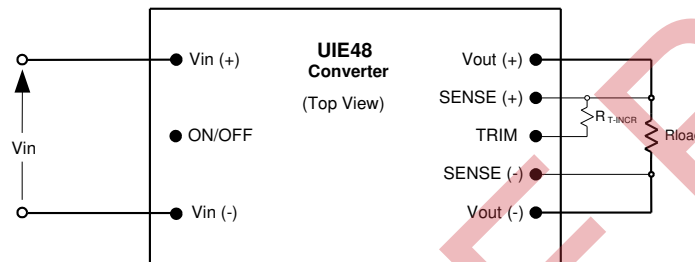 UIE48
Converter
(Top View)
Vin (+)
Vout (+)
SENSE (+)
R T-INCR
Vin
ON/OFF
TRIM
Rload
SENSE (-)
Vin (-)
Vout (-)